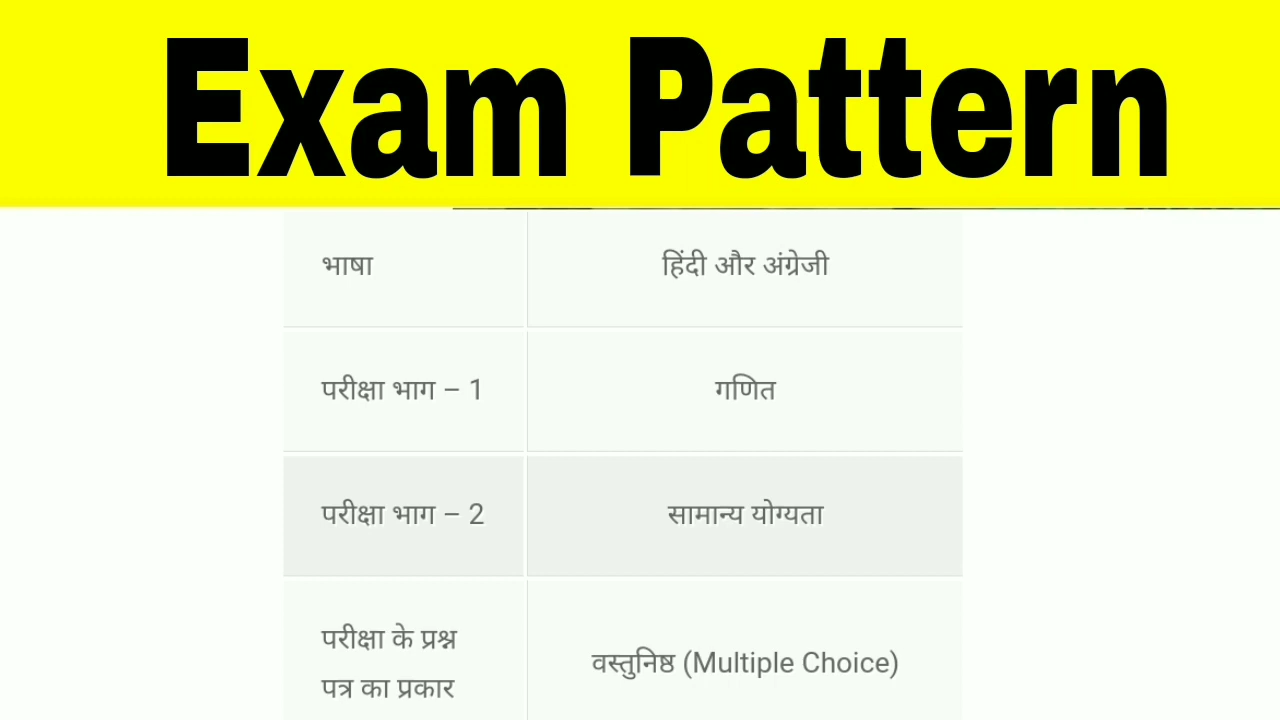 Exam Pattern
भाषा हिंदी और अंग्रेजी
परीक्षा भाग – 1 गणित
परीक्षा भाग – 2 सामान्य योग्यता
परीक्षा के प्रश्न
पत्र का प्रकार
वस्तुनिष्ठ (Multiple Choice)